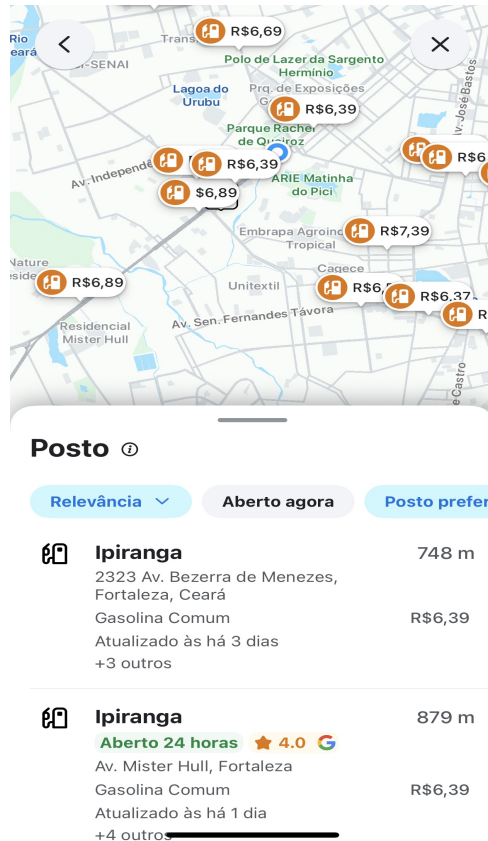 Rio
Ceará
Trans
R$6,69
SENAI
Polo de Lazer da Sargento
Hermínio
Lagoa do
Urubu
Prq. de Exposições
R$6,39
Av. José Bastos
Parque Rachel
de Queiroz
R$6,39
R$6
Av. Independê
$6,89
ARIE Matinha
do Pici
Embrapa Agroind
Tropical
R$7,39
Nature
R$6,89
Unitextil
Cagece
R$6,
R$6,37
R
Residencial
Mister Hull
Av. Sen. Fernandes Távora
e Castro
Posto
Relevância
Aberto agora
Posto prefer
Ipiranga
748 m
2323 Av. Bezerra de Menezes,
Fortaleza, Ceará
Gasolina Comum
R$6,39
Atualizado às há 3 dias
+3 outros
Ipiranga
879 m
Aberto 24 horas
4.0
Av. Mister Hull, Fortaleza
Gasolina Comum
R$6,39
Atualizado às há 1 dia
+4 outros